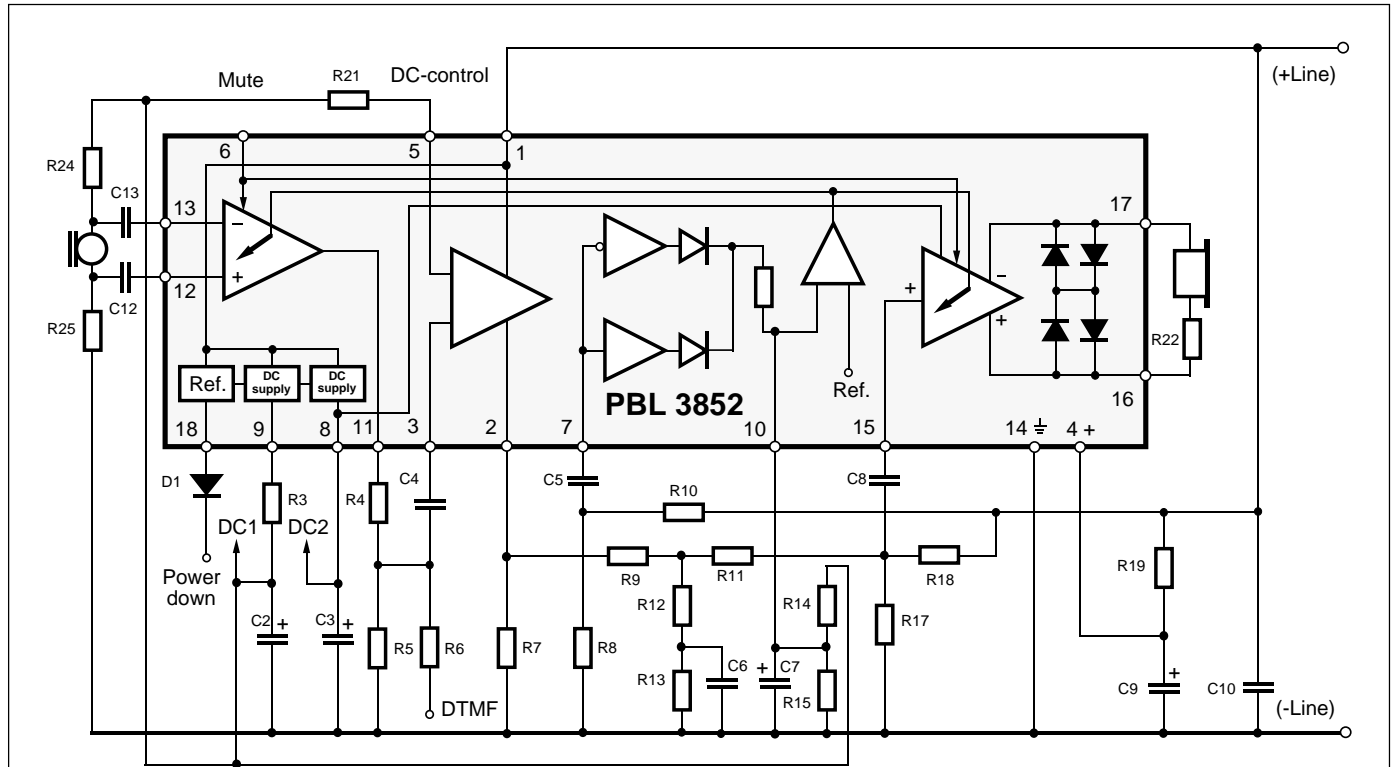 (+Line)
Mute
R21
DC-control
R24
C13
6
5
1
13
17
12
C12
R25
−
+
+
−
+
R22
16
Ref.
DC supply
DC supply
Ref.
PBL 3852
18
9
8
11
3
2
7
10
15
14
4 +
D1
R3
R4
C4
C5
C8
R10
DC1
DC2
Power
down
R9
R11
R18
R19
R12
R14
R17
C2
+
C3
+
R5
R6
R7
R8
R13
C6
+
C7
R15
C9
+
C10
DTMF
(-Line)